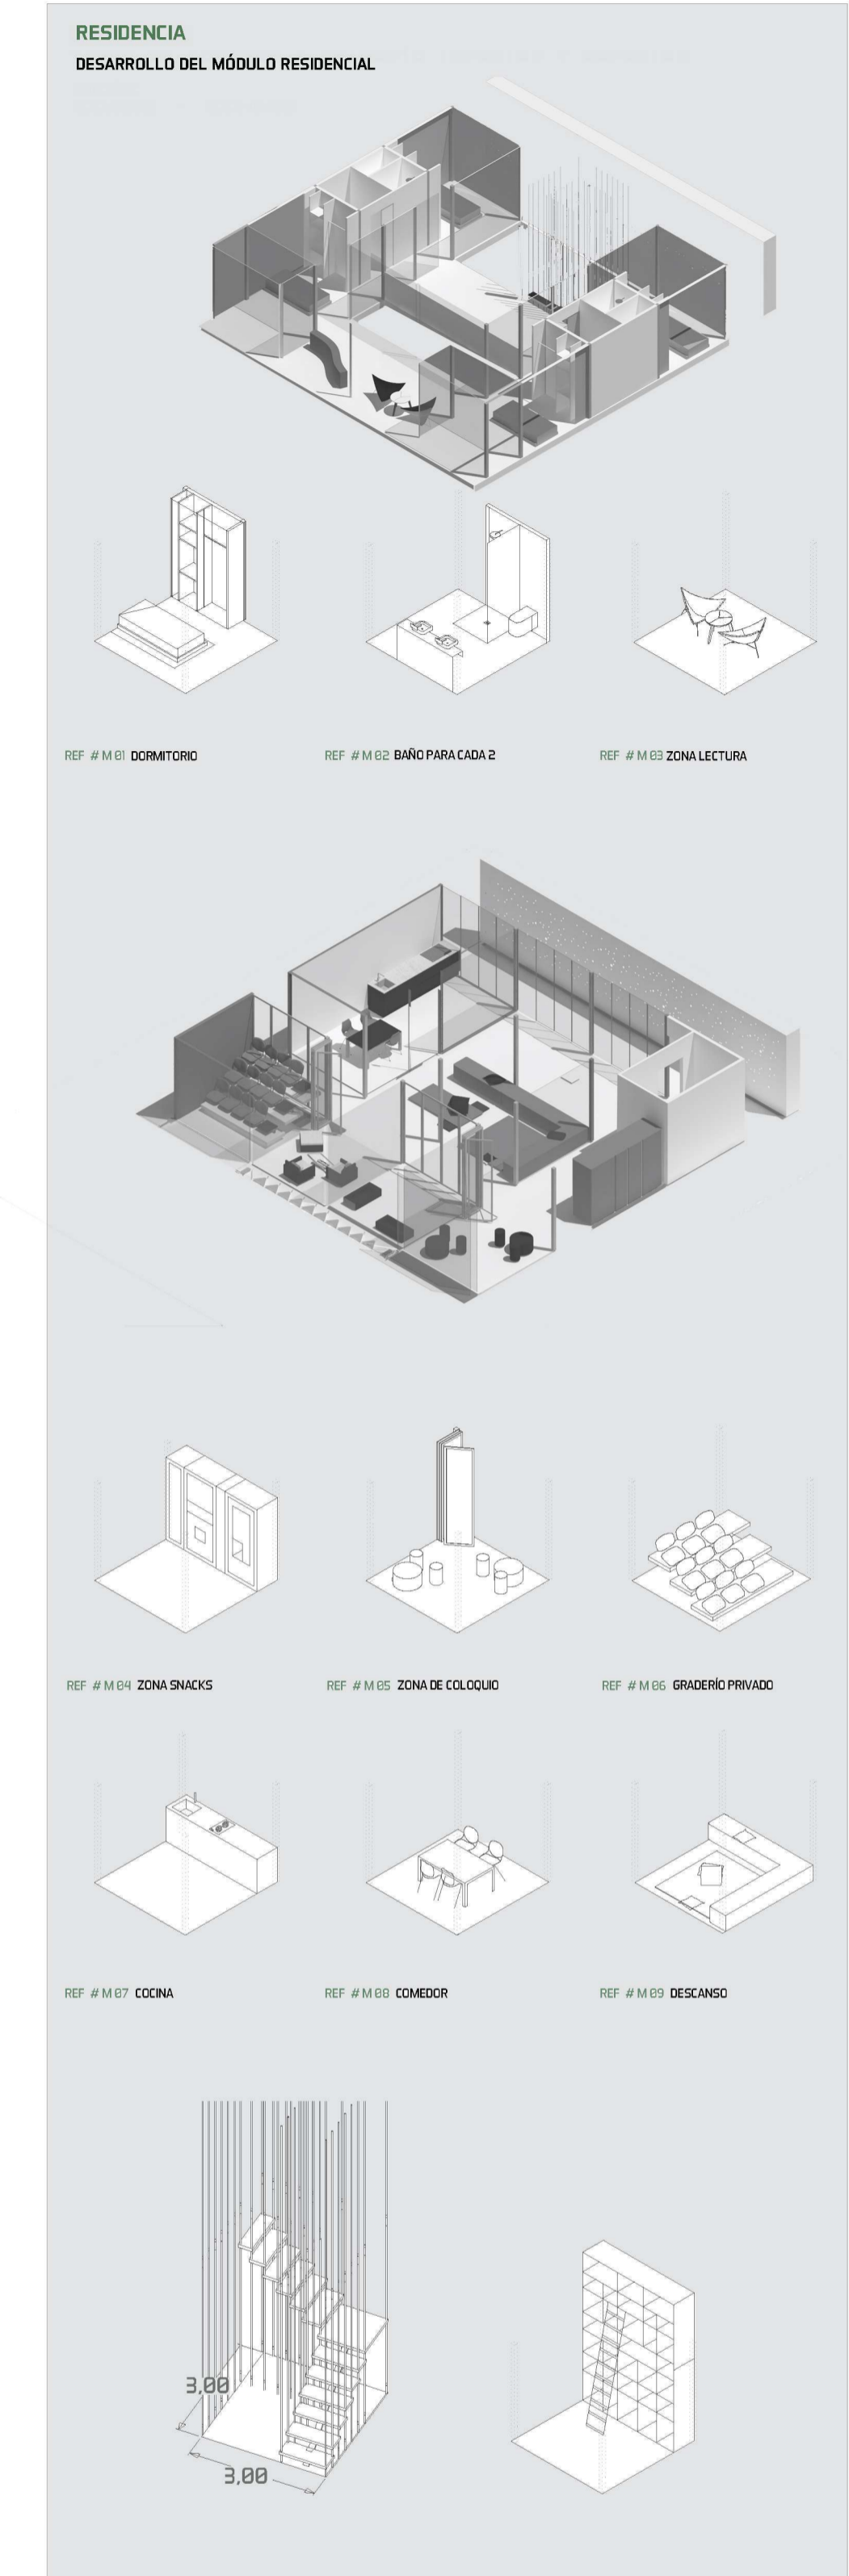 RESIDENCIA
DESARROLLO DEL MÓDULO RESIDENCIAL
REF # M 01 DORMITORIO
REF # M 02 BAÑO PARA CADA 2
REF # M 03 ZONA LECTURA
REF # M 04 ZONA SNACKS
REF # M 05 ZONA DE COLOQUIO
REF # M 06 GRADERÍO PRIVADO
REF # M 07 COCINA
REF # M 08 COMEDOR
REF # M 09 DESCANSO
3,00
3,00